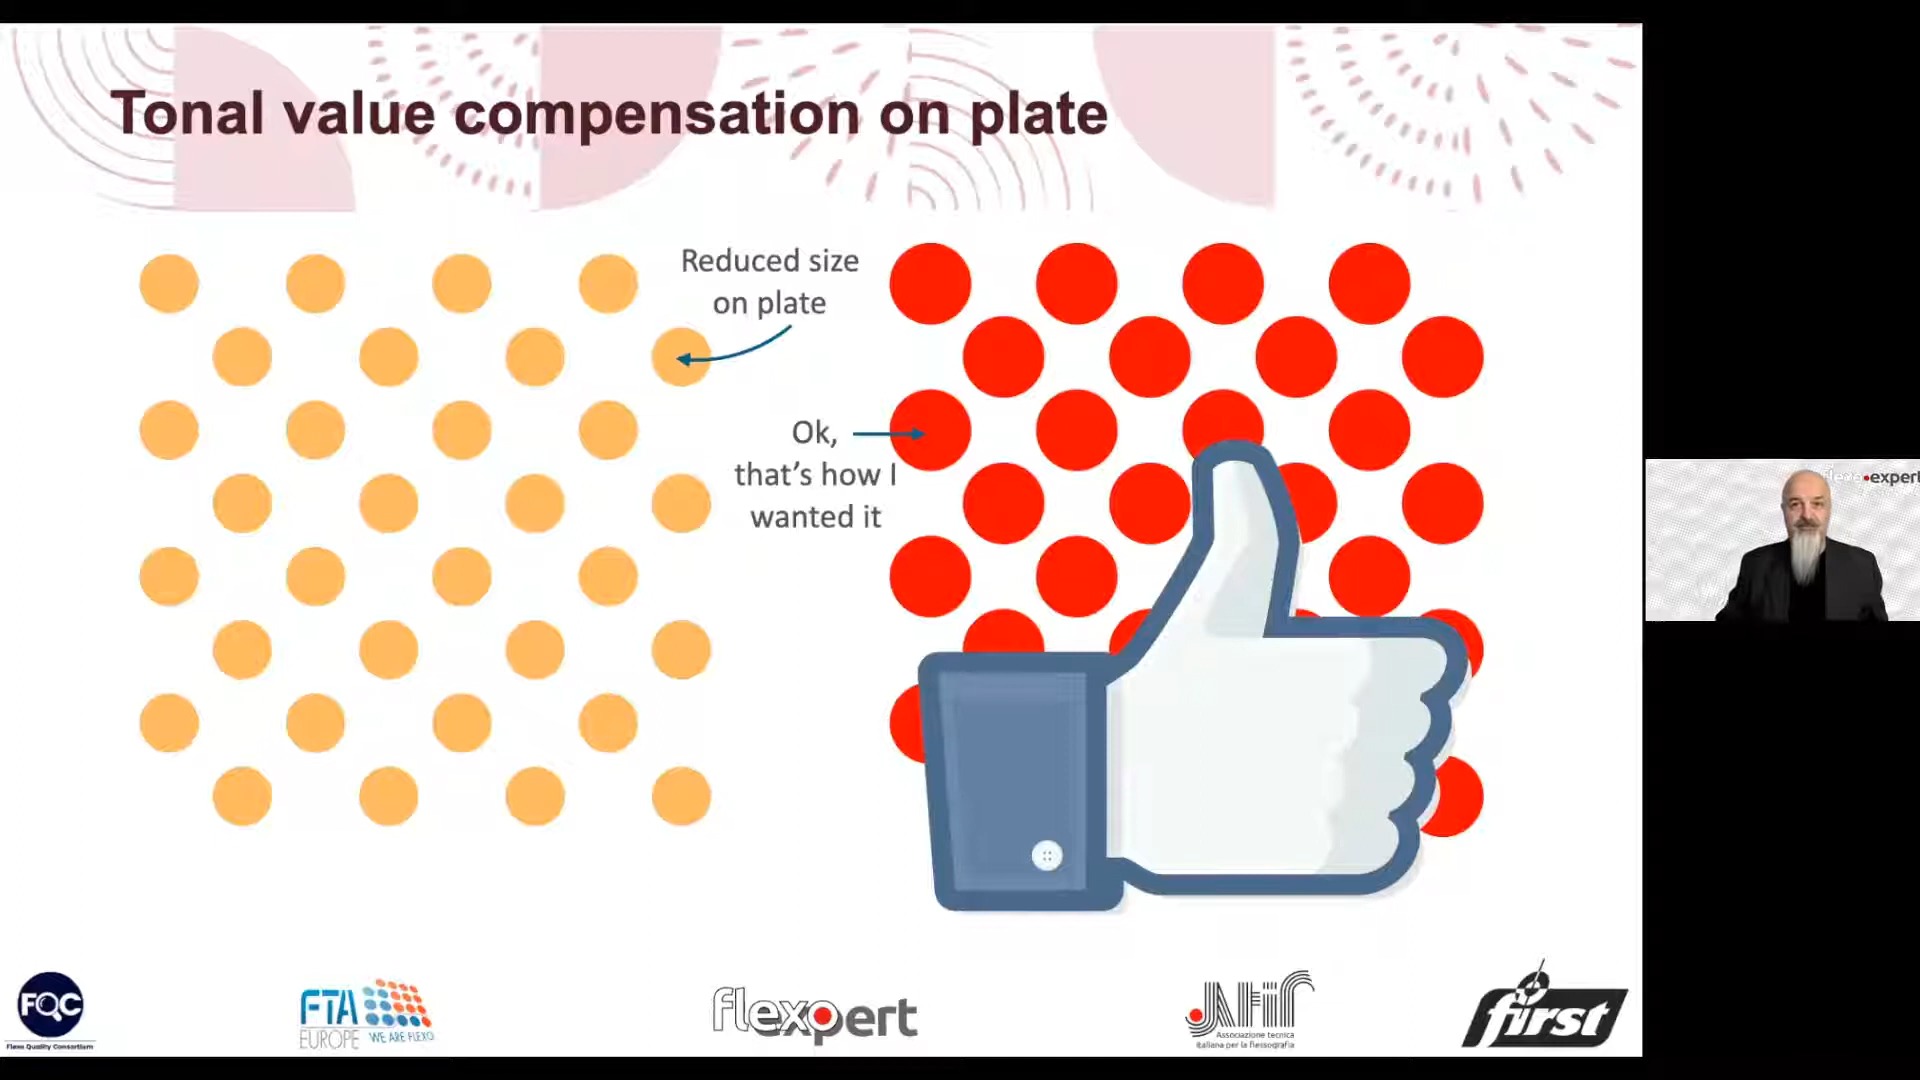 Tonal value compensation on plate
Reduced size
on plate
Ok,
that's how I
wanted it
•expert
FQC
Flexo Quality Consortium
FTA
EUROPE
WE ARE FLEXO
flexpert
ATIF
Associazione tecnica
italiana per la flessografia
first